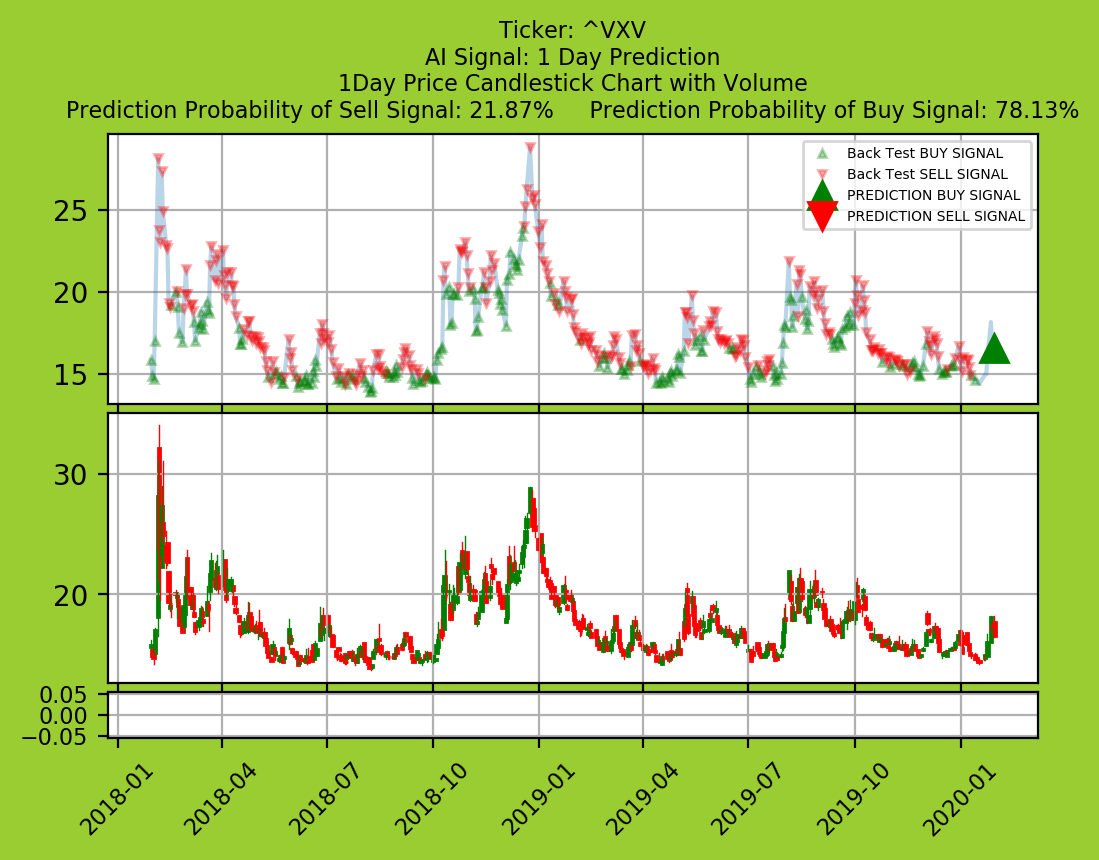 Ticker: ^VXV
AI Signal: 1 Day Prediction
1Day Price Candlestick Chart with Volume
Prediction Probability of Sell Signal: 21.87%     Prediction Probability of Buy Signal: 78.13%
Back Test BUY SIGNAL
Back Test SELL SIGNAL
PREDICTION BUY SIGNAL
PREDICTION SELL SIGNAL
25
20
15
30
20
0.05
0.00
−0.05
2018-01
2018-04
2018-07
2018-10
2019-01
2019-04
2019-07
2019-10
2020-01